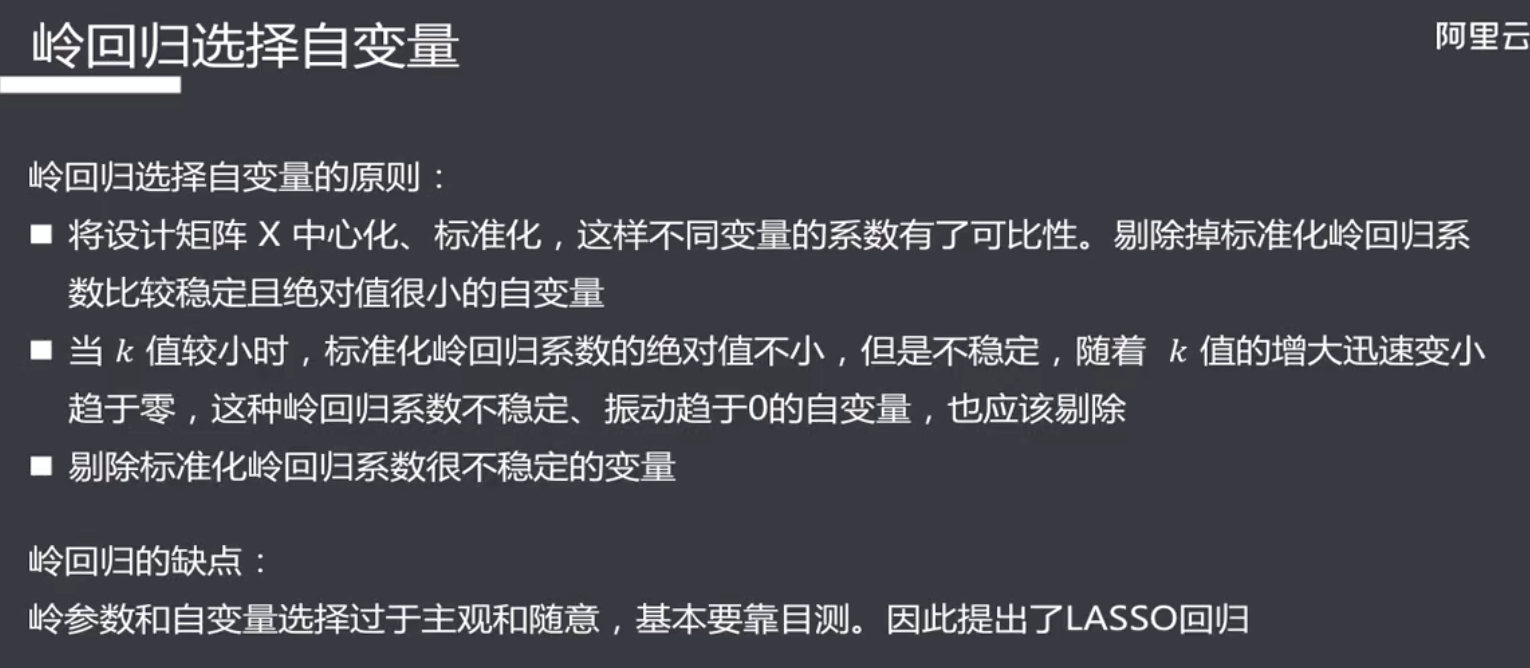 岭回归选择自变量
阿里云
岭回归选择自变量的原则：
■ 将设计矩阵 X 中心化、标准化，这样不同变量的系数有了可比性。剔除掉标准化岭回归系
数比较稳定且绝对值很小的自变量
■ 当 k 值较小时，标准化岭回归系数的绝对值不小，但是不稳定，随着 k 值的增大迅速变小
趋于零，这种岭回归系数不稳定、振动趋于0的自变量，也应该剔除
■ 剔除标准化岭回归系数很不稳定的变量
岭回归的缺点：
岭参数和自变量选择过于主观和随意，基本要靠目测。因此提出了LASSO回归